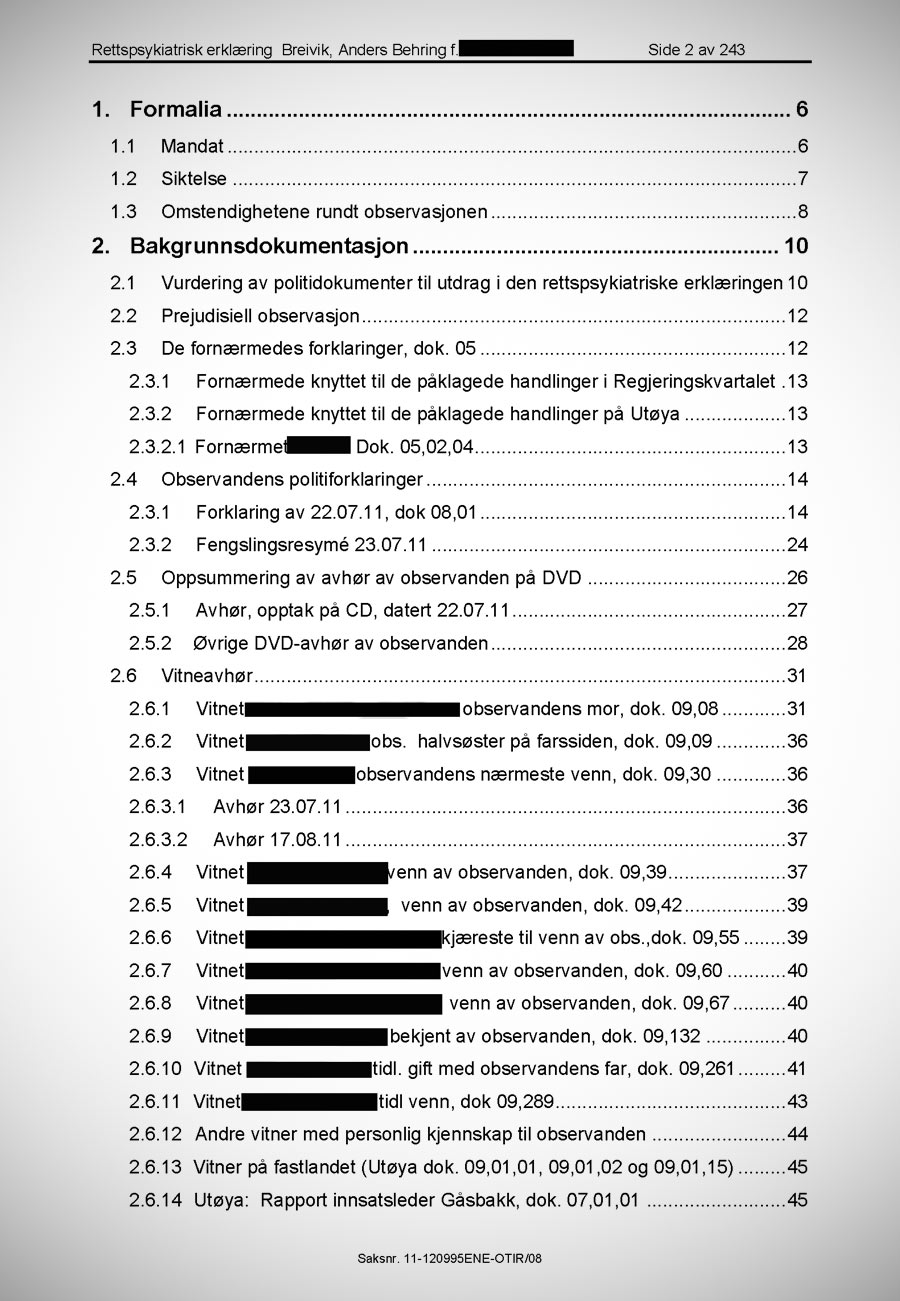 Rettspsykiatrisk erklæring Breivik, Anders Behring f. Side 2 av 243
1. Formalia ........ 6
1.1 Mandat ........ 6
1.2 Siktelse ........ 7
1.3 Omstendighetene rundt observasjonen ........ 8
2. Bakgrunnsdokumentasjon ........ 10
2.1 Vurdering av politidokumenter til utdrag i den rettspsykiatriske erklæringen 10
2.2 Prejudisiell observasjon ........ 12
2.3 De fornærmedes forklaringer, dok. 05 ........ 12
2.3.1 Fornærmede knyttet til de påklagede handlinger i Regjeringskvartalet . 13
2.3.2 Fornærmede knyttet til de påklagede handlinger på Utøya ........ 13
2.3.2.1 Fornærmet Dok. 05,02,04 ........ 13
2.4 Observandens politiforklaringer ........ 14
2.3.1 Forklaring av 22.07.11, dok 08,01 ........ 14
2.3.2 Fengslingsresymé 23.07.11 ........ 24
2.5 Oppsummering av avhør av observanden på DVD ........ 26
2.5.1 Avhør, opptak på CD, datert 22.07.11 ........ 27
2.5.2 Øvrige DVD-avhør av observanden ........ 28
2.6 Vitneavhør ........ 31
2.6.1 Vitnet observandens mor, dok. 09,08 ........ 31
2.6.2 Vitnet obs. halvsøster på farssiden, dok. 09,09 ........ 36
2.6.3 Vitnet observandens nærmeste venn, dok. 09,30 ........ 36
2.6.3.1 Avhør 23.07.11 ........ 36
2.6.3.2 Avhør 17.08.11 ........ 37
2.6.4 Vitnet venn av observanden, dok. 09,39 ........ 37
2.6.5 Vitnet , venn av observanden, dok. 09,42 ........ 39
2.6.6 Vitnet kjæreste til venn av obs.,dok. 09,55 ........ 39
2.6.7 Vitnet venn av observanden, dok. 09,60 ........ 40
2.6.8 Vitnet venn av observanden, dok. 09,67 ........ 40
2.6.9 Vitnet bekjent av observanden, dok. 09,132 ........ 40
2.6.10 Vitnet tidl. gift med observandens far, dok. 09,261 ........ 41
2.6.11 Vitnet tidl venn, dok 09,289 ........ 43
2.6.12 Andre vitner med personlig kjennskap til observanden ........ 44
2.6.13 Vitner på fastlandet (Utøya dok. 09,01,01, 09,01,02 og 09,01,15) ........ 45
2.6.14 Utøya: Rapport innsatsleder Gåsbakk, dok. 07,01,01 ........ 45
Saksnr. 11-120995ENE-OTIR/08